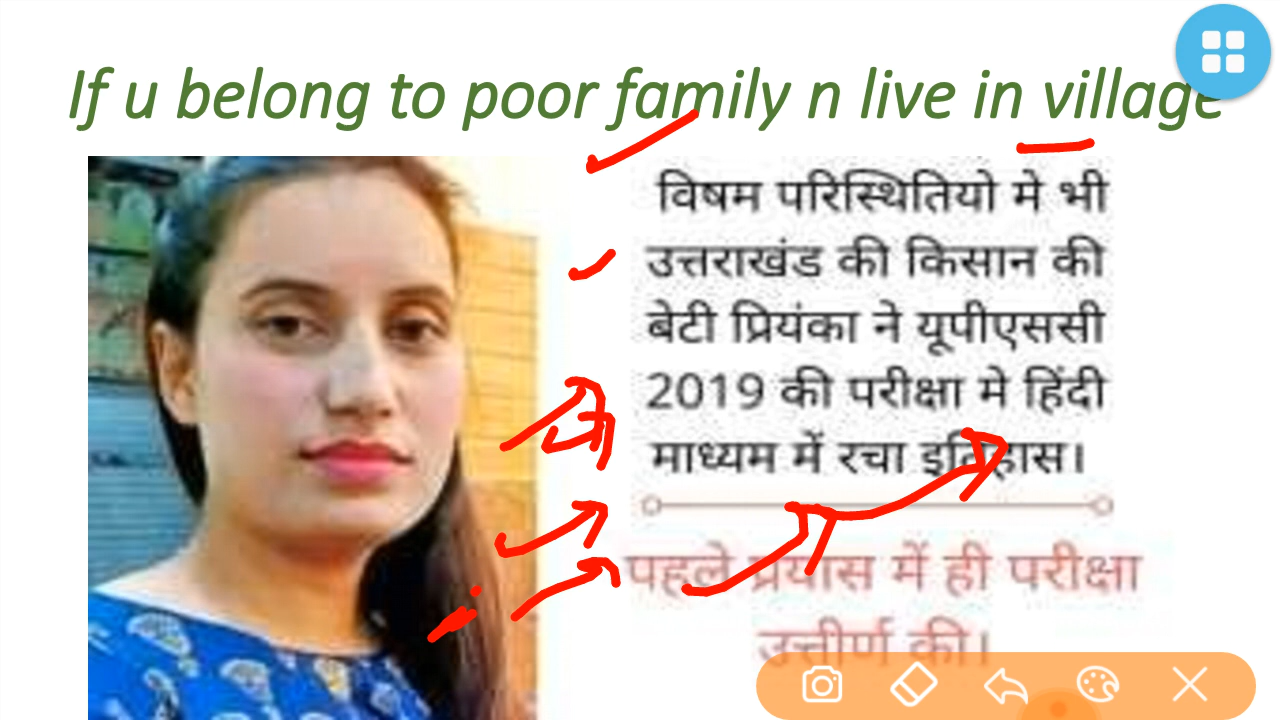 If u belong to poor family n live in village
विषम परिस्थितियो मे भी
उत्तराखंड की किसान की
बेटी प्रियंका ने यूपीएससी
2019 की परीक्षा मे हिंदी
माध्यम में रचा इतिहास।
पहले प्रयास में ही परीक्षा
उत्तीर्ण की।